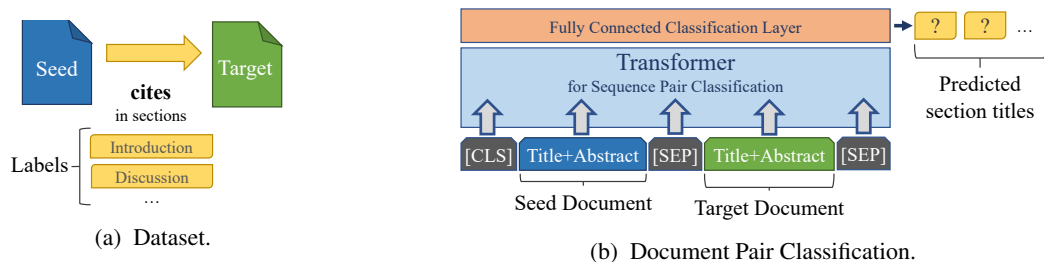 Seed
Target
cites
in sections
Labels
Introduction
Discussion
...
(a) Dataset.
Fully Connected Classification Layer
? ? ...
Transformer
for Sequence Pair Classification
Predicted
section titles
[CLS] Title+Abstract [SEP] Title+Abstract [SEP]
Seed Document
Target Document
(b) Document Pair Classification.